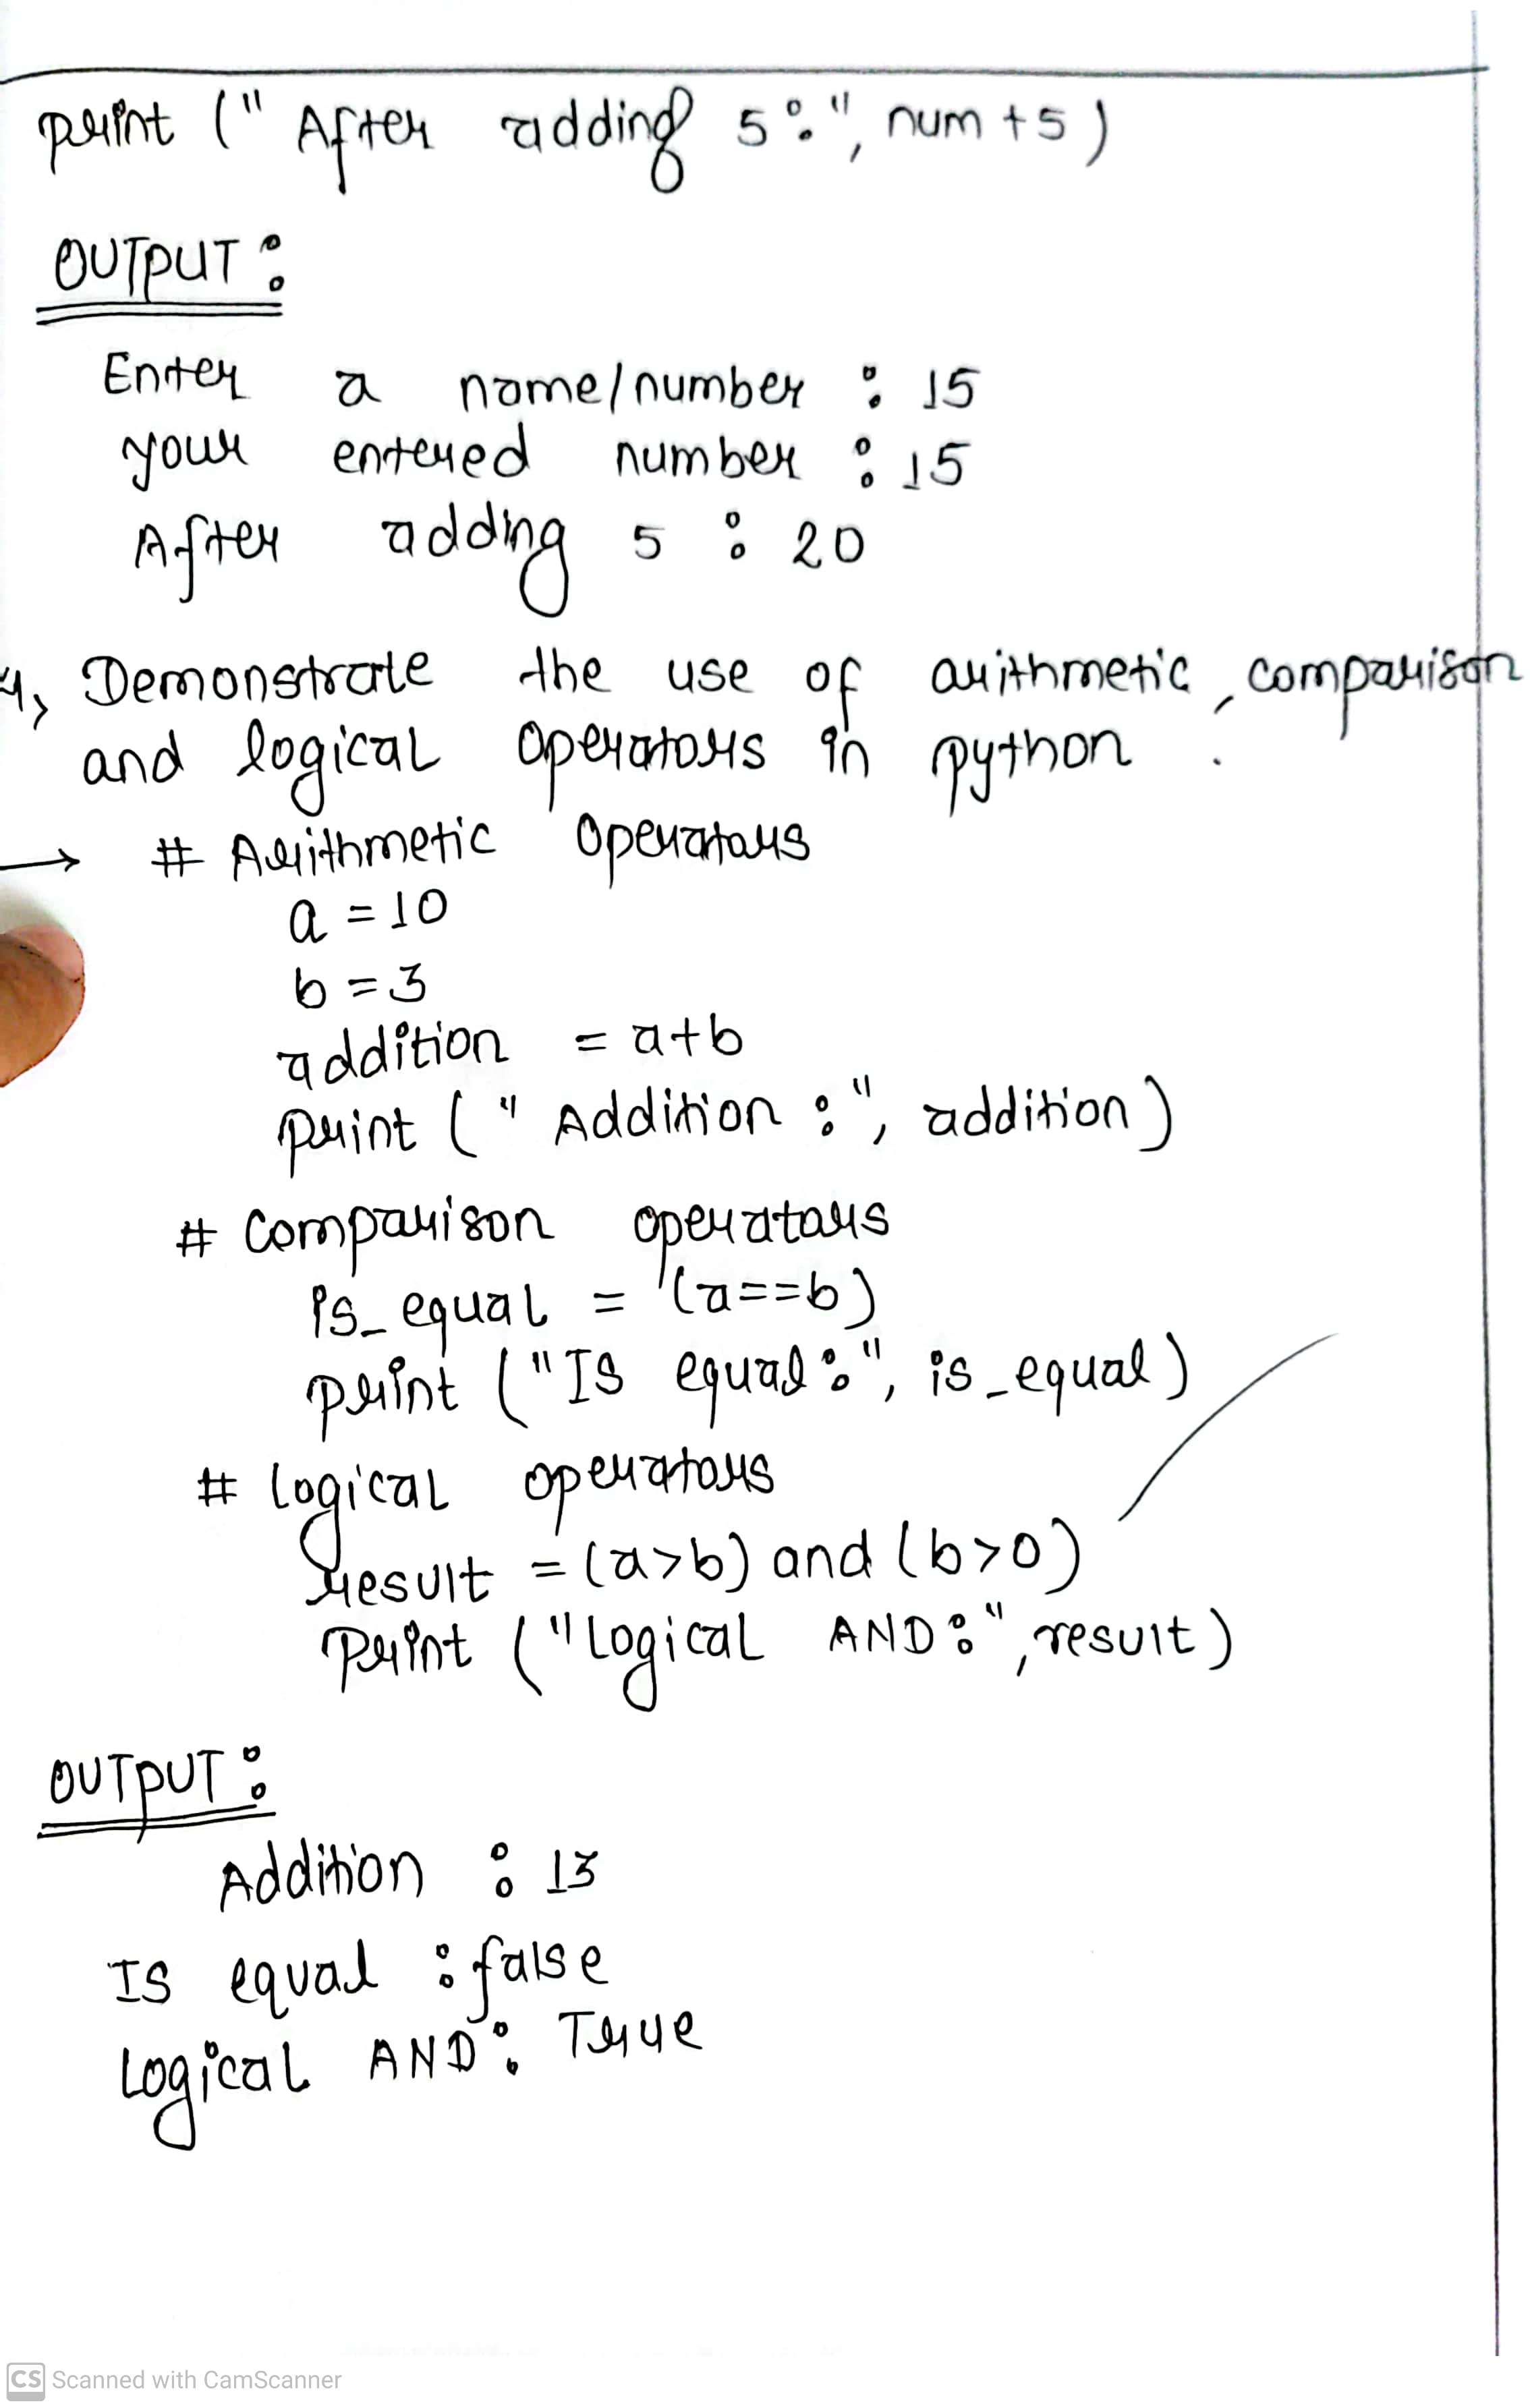 print (" After adding 5:", num +5)
OUTPUT :
Enter a name/number : 15
your entered number : 15
After adding 5 : 20
4, Demonstrate the use of arithmetic, comparison
and logical operators in python .
→ # Arithmetic Operators
a = 10
b = 3
addition = a+b
print (" Addition :", addition)
# Comparison operators
is_equal = (a==b)
print ("IS equal:", is_equal)
# Logical operators
result = (a>b) and (b>0)
print ("Logical AND:", result)
OUTPUT :
Addition : 13
IS equal : false
Logical AND: True
CS Scanned with CamScanner